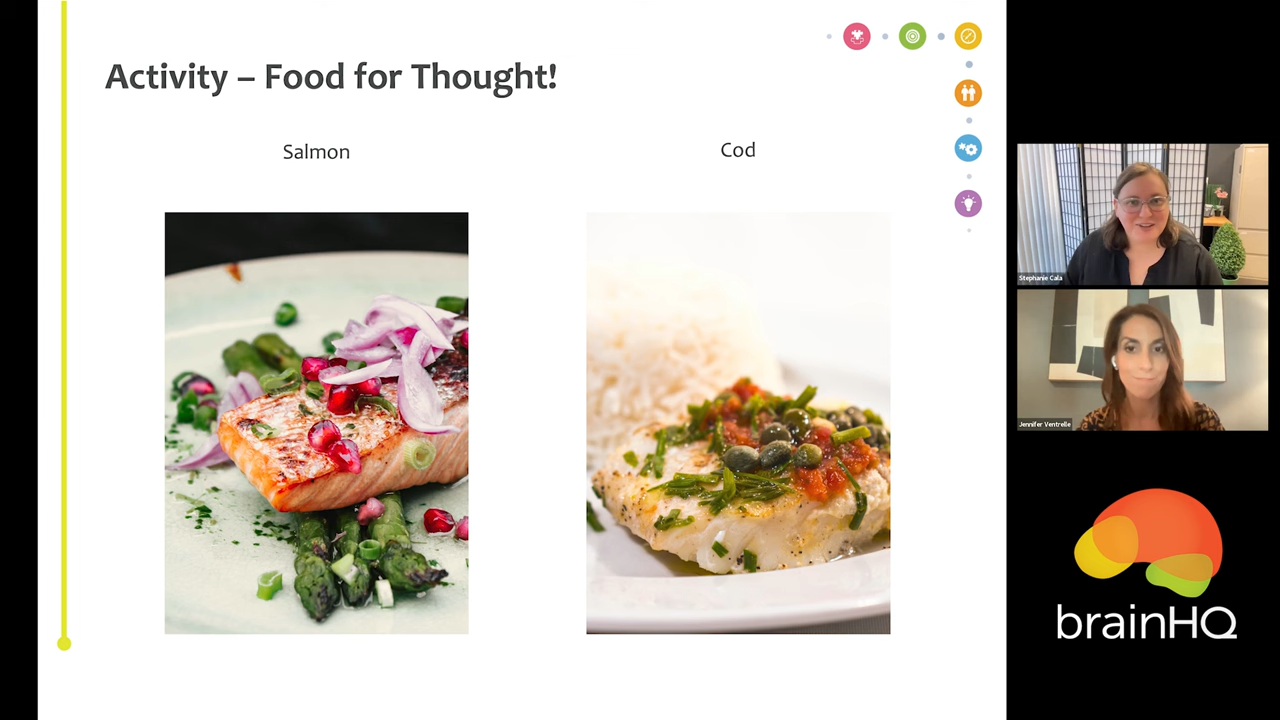 Activity – Food for Thought!
Salmon
Cod
Stephanie Cala
Jennifer Ventrelle
brainHQ